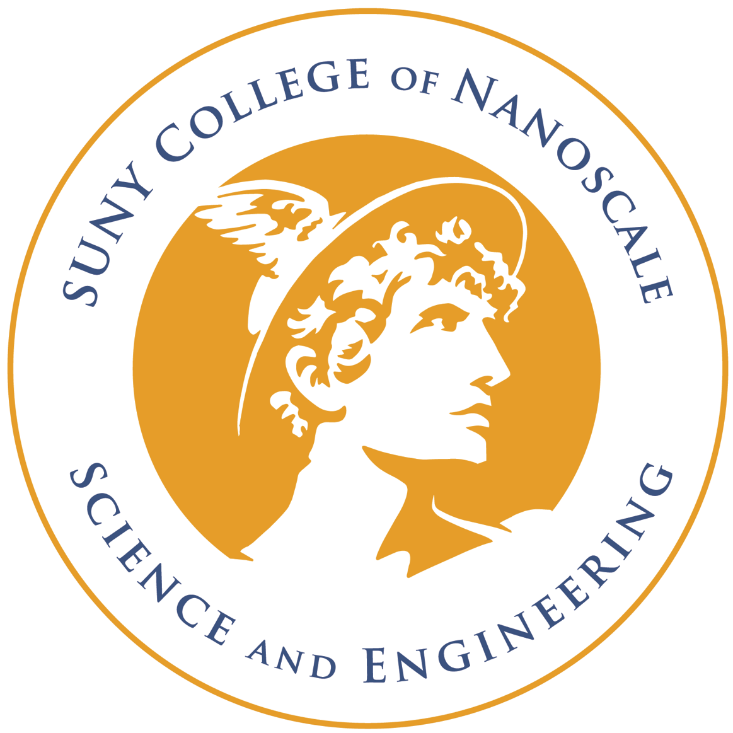 SUNY COLLEGE OF NANOSCALE
SCIENCE AND ENGINEERING